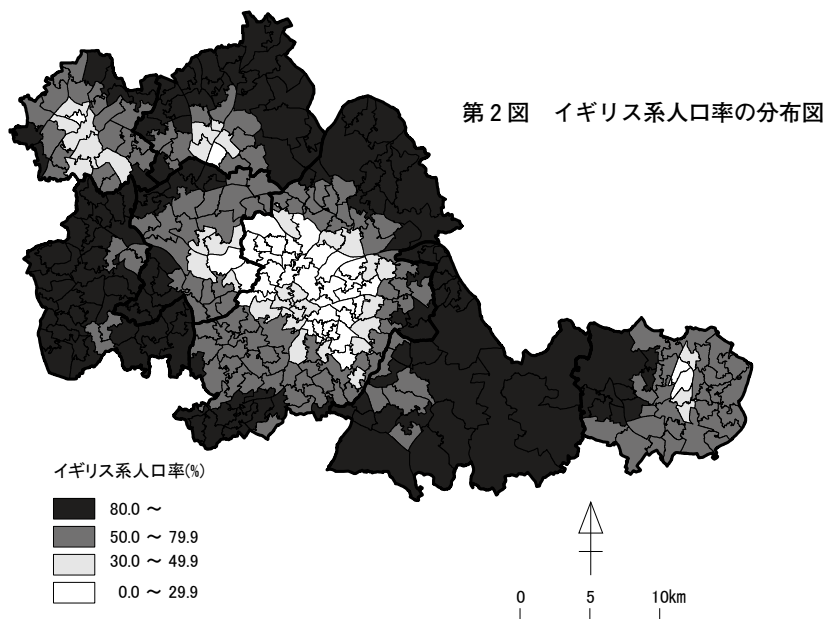 第2図　イギリス系人口率の分布図
イギリス系人口率(%)
80.0 ～
50.0 ～ 79.9
30.0 ～ 49.9
0.0 ～ 29.9
0 5 10km